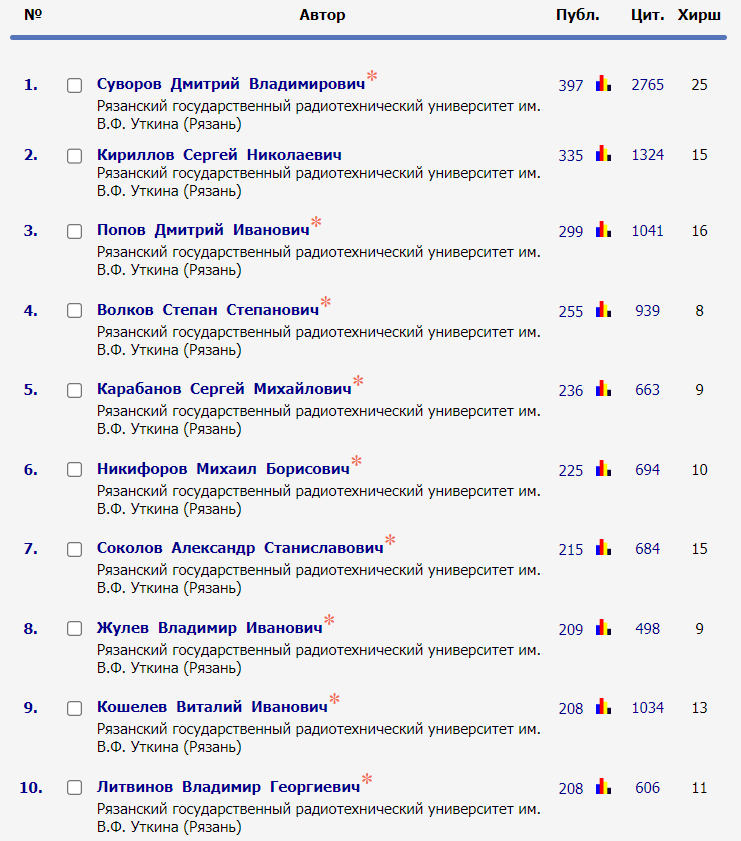 № Автор Публ. Цит. Хирш
1. Суворов Дмитрий Владимирович* 397 2765 25
Рязанский государственный радиотехнический университет им.
В.Ф. Уткина (Рязань)
2. Кириллов Сергей Николаевич 335 1324 15
Рязанский государственный радиотехнический университет им.
В.Ф. Уткина (Рязань)
3. Попов Дмитрий Иванович* 299 1041 16
Рязанский государственный радиотехнический университет им.
В.Ф. Уткина (Рязань)
4. Волков Степан Степанович* 255 939 8
Рязанский государственный радиотехнический университет им.
В.Ф. Уткина (Рязань)
5. Карабанов Сергей Михайлович* 236 663 9
Рязанский государственный радиотехнический университет им.
В.Ф. Уткина (Рязань)
6. Никифоров Михаил Борисович* 225 694 10
Рязанский государственный радиотехнический университет им.
В.Ф. Уткина (Рязань)
7. Соколов Александр Станиславович* 215 684 15
Рязанский государственный радиотехнический университет им.
В.Ф. Уткина (Рязань)
8. Жулев Владимир Иванович* 209 498 9
Рязанский государственный радиотехнический университет им.
В.Ф. Уткина (Рязань)
9. Кошелев Виталий Иванович* 208 1034 13
Рязанский государственный радиотехнический университет им.
В.Ф. Уткина (Рязань)
10. Литвинов Владимир Георгиевич* 208 606 11
Рязанский государственный радиотехнический университет им.
В.Ф. Уткина (Рязань)